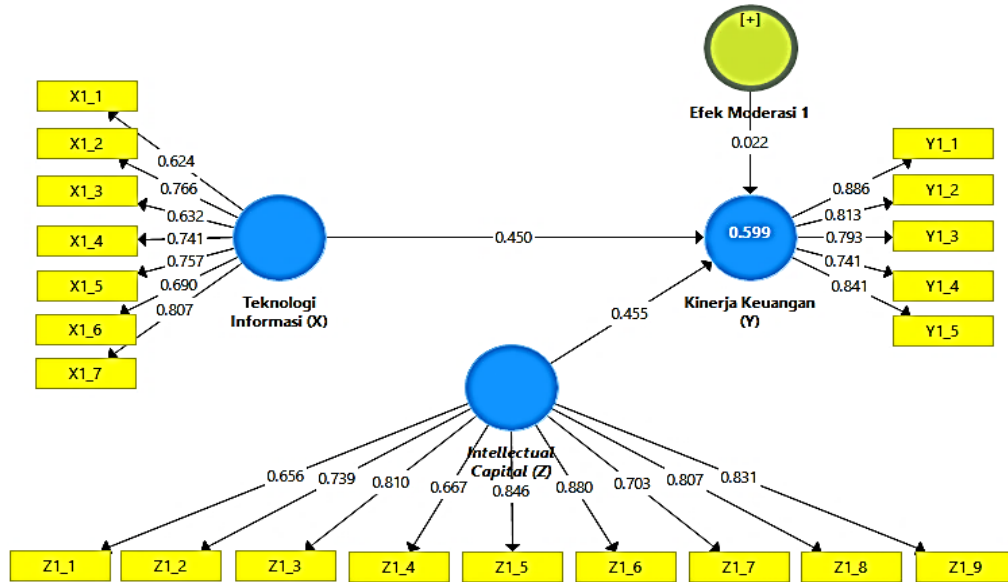 [+]
Efek Moderasi 1
0.022
X1_1
X1_2
X1_3
X1_4
X1_5
X1_6
X1_7
0.624
0.766
0.632
0.741
0.757
0.690
0.807
Teknologi
Informasi (X)
0.450
0.599
Kinerja Keuangan
(Y)
0.886
0.813
0.793
0.741
0.841
Y1_1
Y1_2
Y1_3
Y1_4
Y1_5
0.455
Intellectual
Capital (Z)
0.656
0.739
0.810
0.667
0.846
0.880
0.703
0.807
0.831
Z1_1
Z1_2
Z1_3
Z1_4
Z1_5
Z1_6
Z1_7
Z1_8
Z1_9